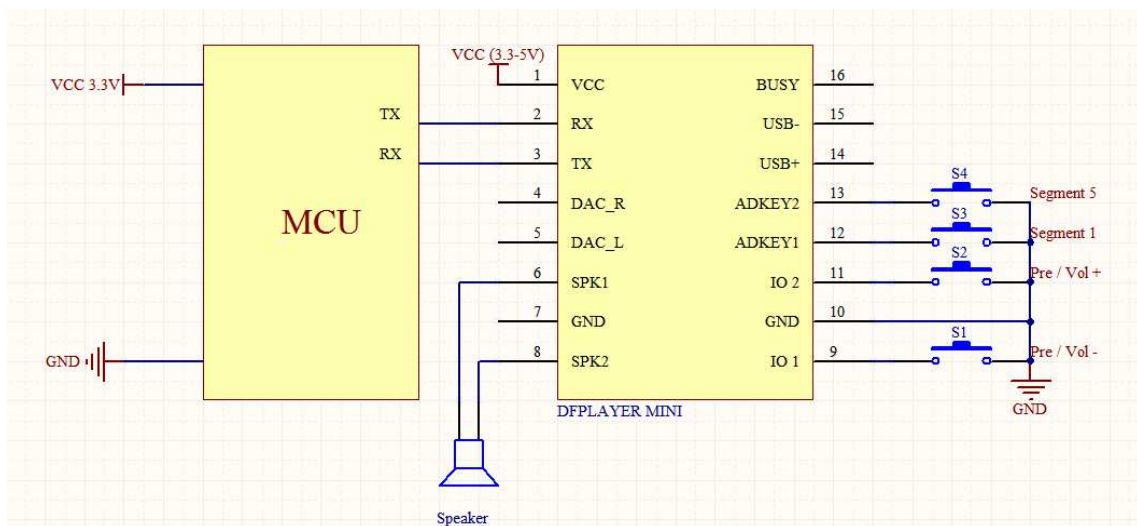 VCC 3.3V
GND
TX
RX
MCU
VCC (3.3-5V)
1
2
3
4
5
6
7
8
VCC
RX
TX
DAC_R
DAC_L
SPK1
GND
SPK2
BUSY
USB-
USB+
ADKEY2
ADKEY1
IO 2
GND
IO 1
16
15
14
13
12
11
10
9
DFPLAYER MINI
Speaker
S4
Segment 5
S3
Segment 1
S2
Pre / Vol +
S1
Pre / Vol -
GND